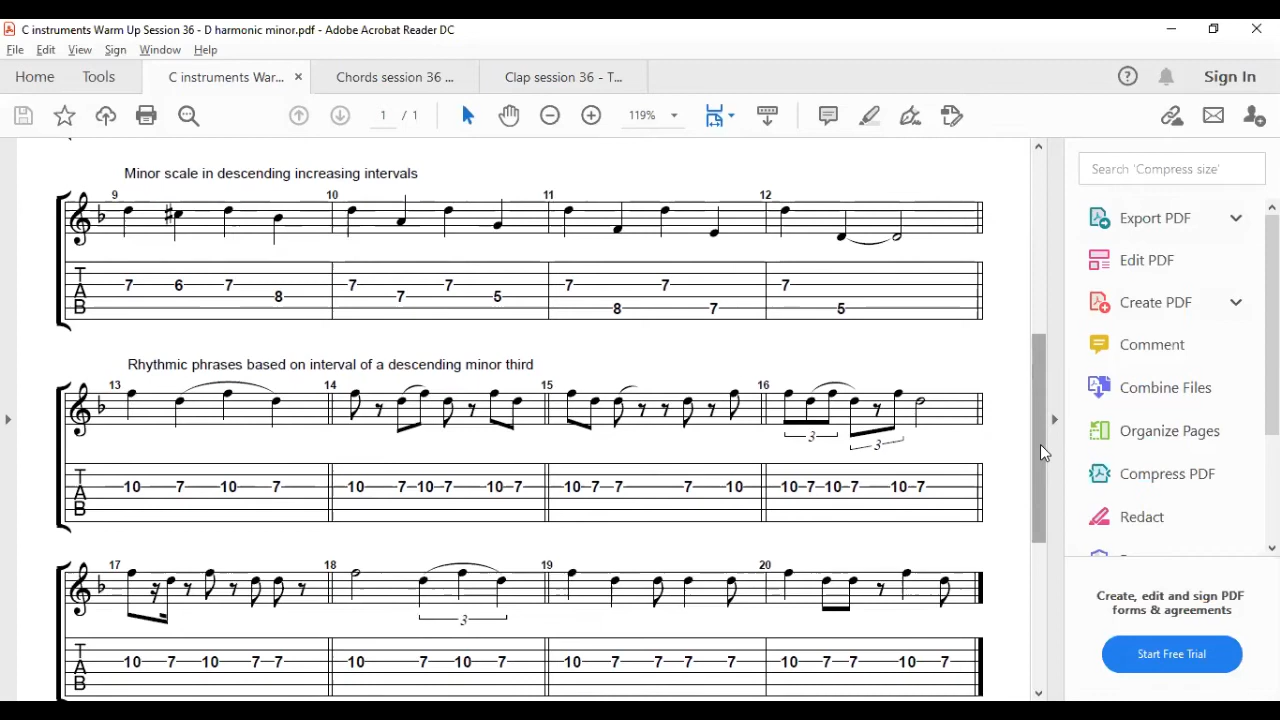 C instruments Warm Up Session 36 - D harmonic minor.pdf - Adobe Acrobat Reader DC
File Edit View Sign Window Help
Home Tools C instruments War... × Chords session 36 ... Clap session 36 - T... Sign In
1 / 1 119%
Search 'Compress size'
Export PDF
Edit PDF
Create PDF
Comment
Combine Files
Organize Pages
Compress PDF
Redact
Create, edit and sign PDF
forms & agreements
Start Free Trial
Minor scale in descending increasing intervals
9 10 11 12
T 7 6 7 8 7 7 7 5 7 8 7 7 7 5
A
B
Rhythmic phrases based on interval of a descending minor third
13 14 15 16
3 3
T
A 10 7 10 7 10 7 10 7 10 7 10 7 7 7 10 10 7 10 7 10 7
B
17 18 19 20
3
T
A 10 7 10 7 7 10 7 10 7 10 7 7 7 7 10 7 7 10 7
B